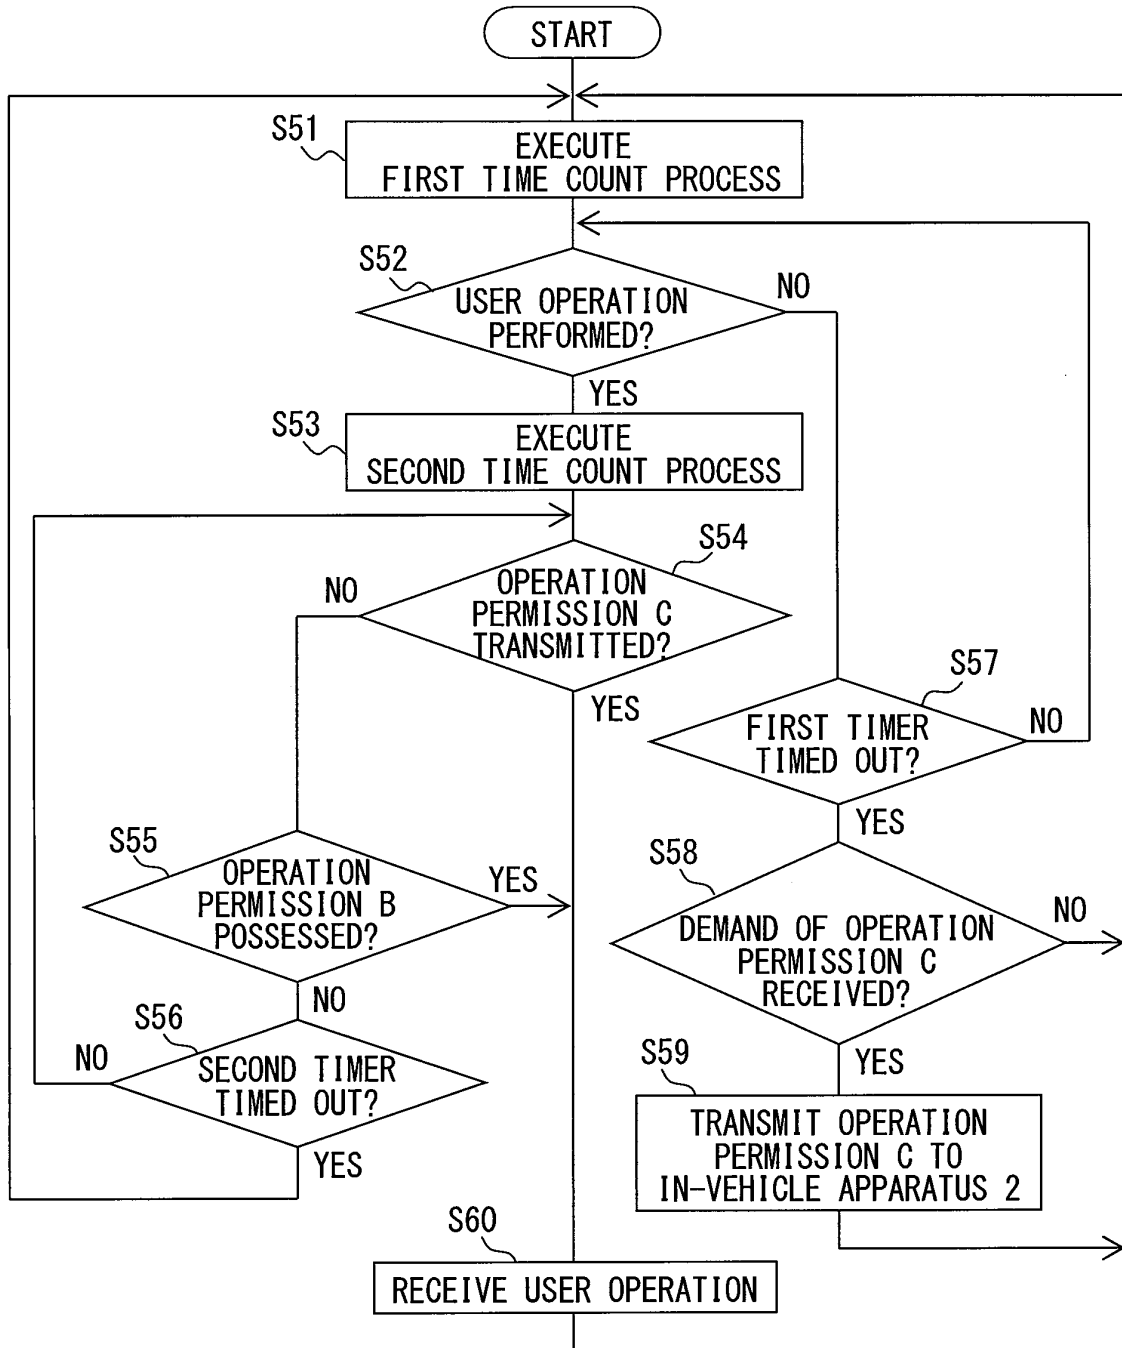 START
S51
EXECUTE
FIRST TIME COUNT PROCESS
S52
USER OPERATION
PERFORMED?
NO
YES
S53
EXECUTE
SECOND TIME COUNT PROCESS
S54
OPERATION
PERMISSION C
TRANSMITTED?
NO
YES
S57
FIRST TIMER
TIMED OUT?
NO
YES
S55
OPERATION
PERMISSION B
POSSESSED?
YES
NO
S58
DEMAND OF OPERATION
PERMISSION C
RECEIVED?
NO
YES
S56
SECOND TIMER
TIMED OUT?
NO
YES
S59
TRANSMIT OPERATION
PERMISSION C TO
IN-VEHICLE APPARATUS 2
S60
RECEIVE USER OPERATION